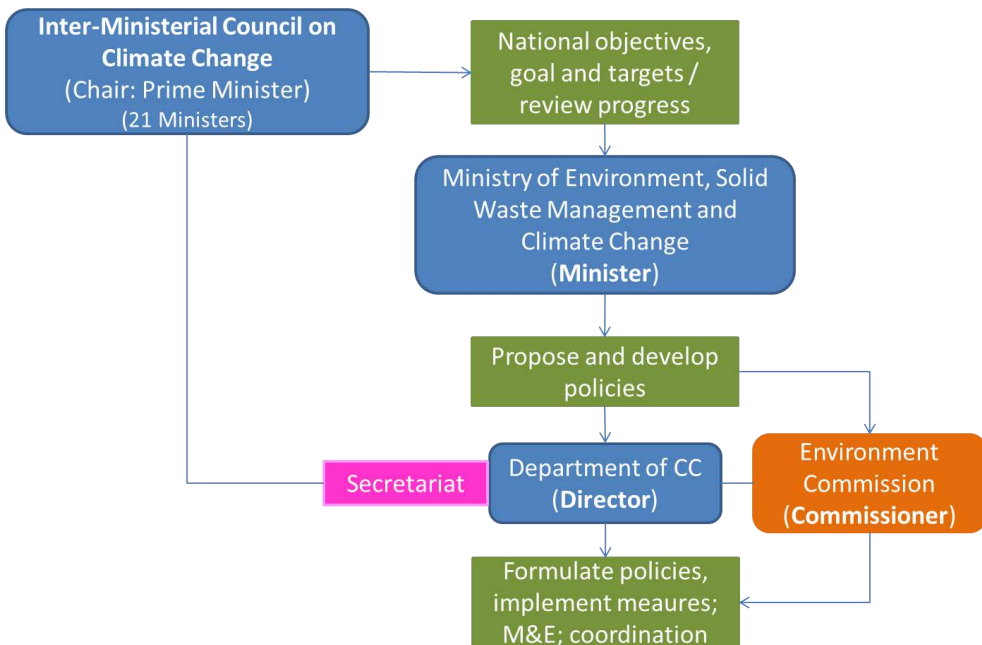 Inter-Ministerial Council on
Climate Change
(Chair: Prime Minister)
(21 Ministers)
National objectives,
goal and targets /
review progress
Ministry of Environment, Solid
Waste Management and
Climate Change
(Minister)
Propose and develop
policies
Secretariat
Department of CC
(Director)
Environment
Commission
(Commissioner)
Formulate policies,
implement meaures;
M&E; coordination